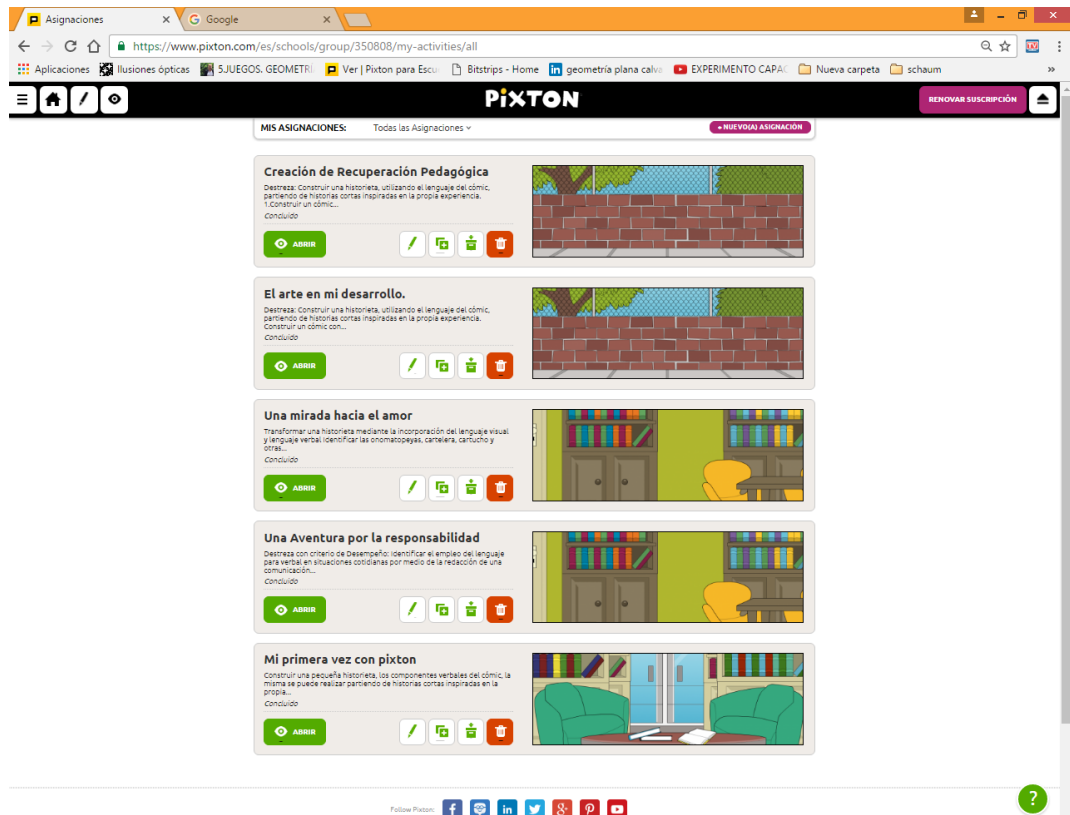 Asignaciones
Google
https://www.pixton.com/es/schools/group/350808/my-activities/all
Aplicaciones Ilusiones ópticas 5.JUEGOS. GEOMETRI Ver | Pixton para Escu Bitstrips - Home geometría plana calva EXPERIMENTO CAPAC Nueva carpeta schaum »
PIXTON
RENOVAR SUSCRIPCIÓN
MIS ASIGNACIONES: Todas las Asignaciones
+ NUEVO(A) ASIGNACIÓN
Creación de Recuperación Pedagógica
Destreza: Construir una historieta, utilizando el lenguaje del cómic,
partiendo de historias cortas inspiradas en la propia experiencia.
1.Construir un cómic...
Concluido
ABRIR
El arte en mi desarrollo.
Destreza: Construir una historieta, utilizando el lenguaje del cómic,
partiendo de historias cortas inspiradas en la propia experiencia.
Construir un cómic con...
Concluido
ABRIR
Una mirada hacia el amor
Transformar una historieta mediante la incorporación del lenguaje visual
y lenguaje verbal Identificar las onomatopeyas, cartelera, cartucho y
otras...
Concluido
ABRIR
Una Aventura por la responsabilidad
Destreza con criterio de Desempeño: Identificar el empleo del lenguaje
para verbal en situaciones cotidianas por medio de la redacción de una
comunicación...
Concluido
ABRIR
Mi primera vez con pixton
Construir una pequeña historieta, los componentes verbales del cómic, la
misma se puede realizar partiendo de historias cortas inspiradas en la
propia...
Concluido
ABRIR
Follow Pixton:
?